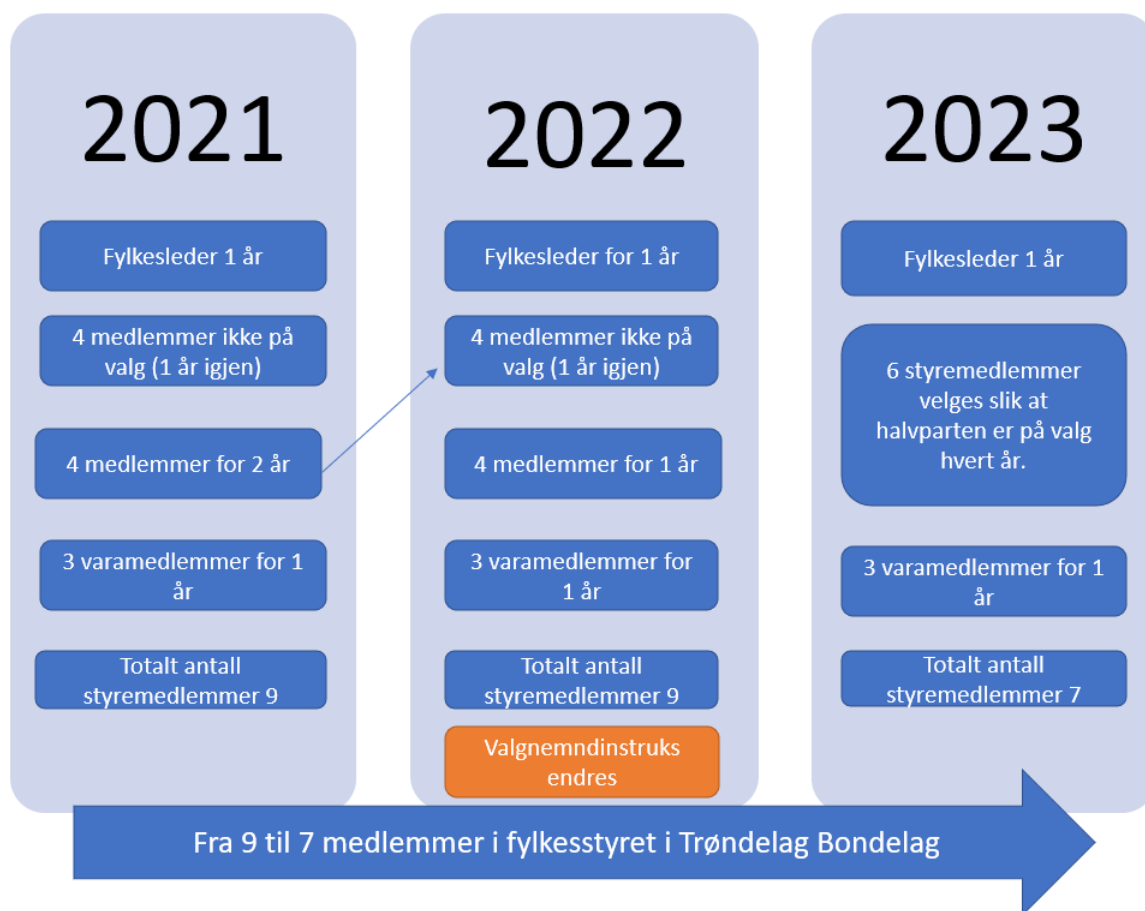 2021
Fylkesleder 1 år
4 medlemmer ikke på
valg (1 år igjen)
4 medlemmer for 2 år
3 varamedlemmer for 1
år
Totalt antall
styremedlemmer 9
2022
Fylkesleder for 1 år
4 medlemmer ikke på
valg (1 år igjen)
4 medlemmer for 1 år
3 varamedlemmer for
1 år
Totalt antall
styremedlemmer 9
Valgnemndinstruks
endres
2023
Fylkesleder 1 år
6 styremedlemmer
velges slik at
halvparten er på valg
hvert år.
3 varamedlemmer for 1
år
Totalt antall
styremedlemmer 7
Fra 9 til 7 medlemmer i fylkesstyret i Trøndelag Bondelag